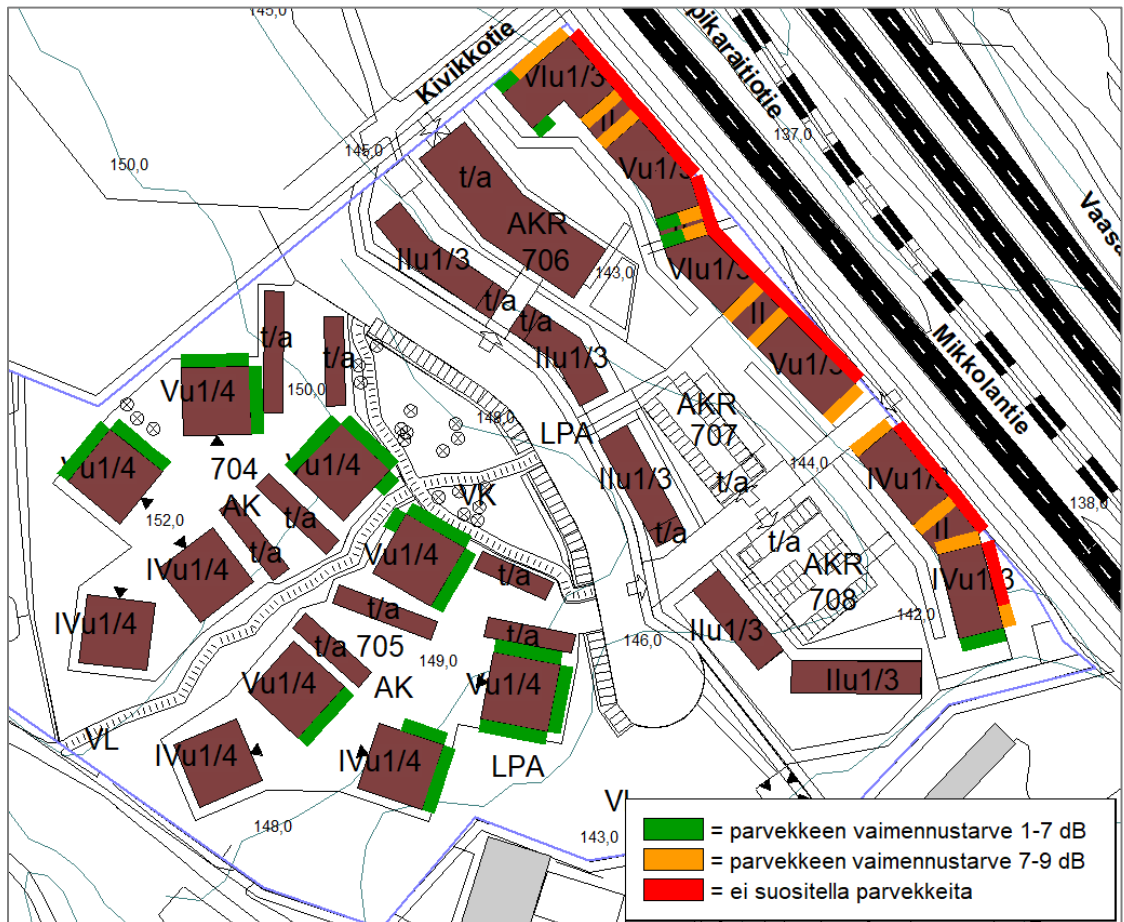 145,0
Kivikkotie
pikaraitiotie
VIu1/3
137,0
150,0
145,0
II
Vu1/3
t/a
Vaasa
AKR
706
IIu1/3
143,0
VIu1/3
t/a
t/a
II
IIu1/3
Mikkolantie
Vu1/3
t/a
t/a
150,0
Vu1/4
149,0
AKR
707
LPA
Vu1/4
704
Vu1/4
144,0
IVu1/3
IIu1/3
t/a
AK
t/a
VK
138,0
152,0
t/a
II
t/a
t/a
Vu1/4
AKR
708
IVu1/4
t/a
IVu1/3
IVu1/4
t/a
142,0
IIu1/3
t/a
t/a
705
149,0
146,0
Vu1/4
AK
Vu1/4
IIu1/3
VL
IVu1/4
IVu1/4
LPA
148,0
143,0
= parvekkeen vaimennustarve 1-7 dB
= parvekkeen vaimennustarve 7-9 dB
= ei suositella parvekkeita